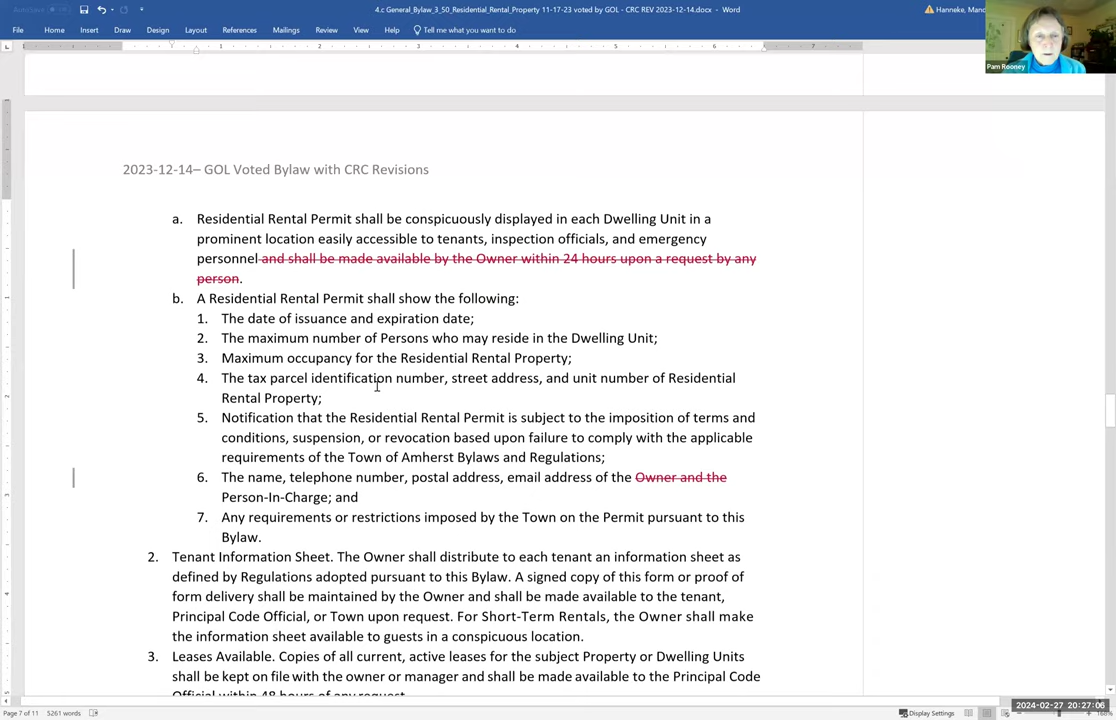 4.c General_Bylaw_3_50_Residential_Rental_Property 11-17-23 voted by GOL - CRC REV 2023-12-14.docx - Word
Hanneke, Manc
File Home Insert Draw Design Layout References Mailings Review View Help Tell me what you want to do
Pam Rooney
2023-12-14– GOL Voted Bylaw with CRC Revisions
a. Residential Rental Permit shall be conspicuously displayed in each Dwelling Unit in a
prominent location easily accessible to tenants, inspection officials, and emergency
personnel and shall be made available by the Owner within 24 hours upon a request by any
person.
b. A Residential Rental Permit shall show the following:
1. The date of issuance and expiration date;
2. The maximum number of Persons who may reside in the Dwelling Unit;
3. Maximum occupancy for the Residential Rental Property;
4. The tax parcel identification number, street address, and unit number of Residential
Rental Property;
5. Notification that the Residential Rental Permit is subject to the imposition of terms and
conditions, suspension, or revocation based upon failure to comply with the applicable
requirements of the Town of Amherst Bylaws and Regulations;
6. The name, telephone number, postal address, email address of the Owner and the
Person-In-Charge; and
7. Any requirements or restrictions imposed by the Town on the Permit pursuant to this
Bylaw.
2. Tenant Information Sheet. The Owner shall distribute to each tenant an information sheet as
defined by Regulations adopted pursuant to this Bylaw. A signed copy of this form or proof of
form delivery shall be maintained by the Owner and shall be made available to the tenant,
Principal Code Official, or Town upon request. For Short-Term Rentals, the Owner shall make
the information sheet available to guests in a conspicuous location.
3. Leases Available. Copies of all current, active leases for the subject Property or Dwelling Units
shall be kept on file with the owner or manager and shall be made available to the Principal Code
Official within 48 hours of any request.
Page 7 of 11 5261 words Display Settings
2024-02-27 20:27:06